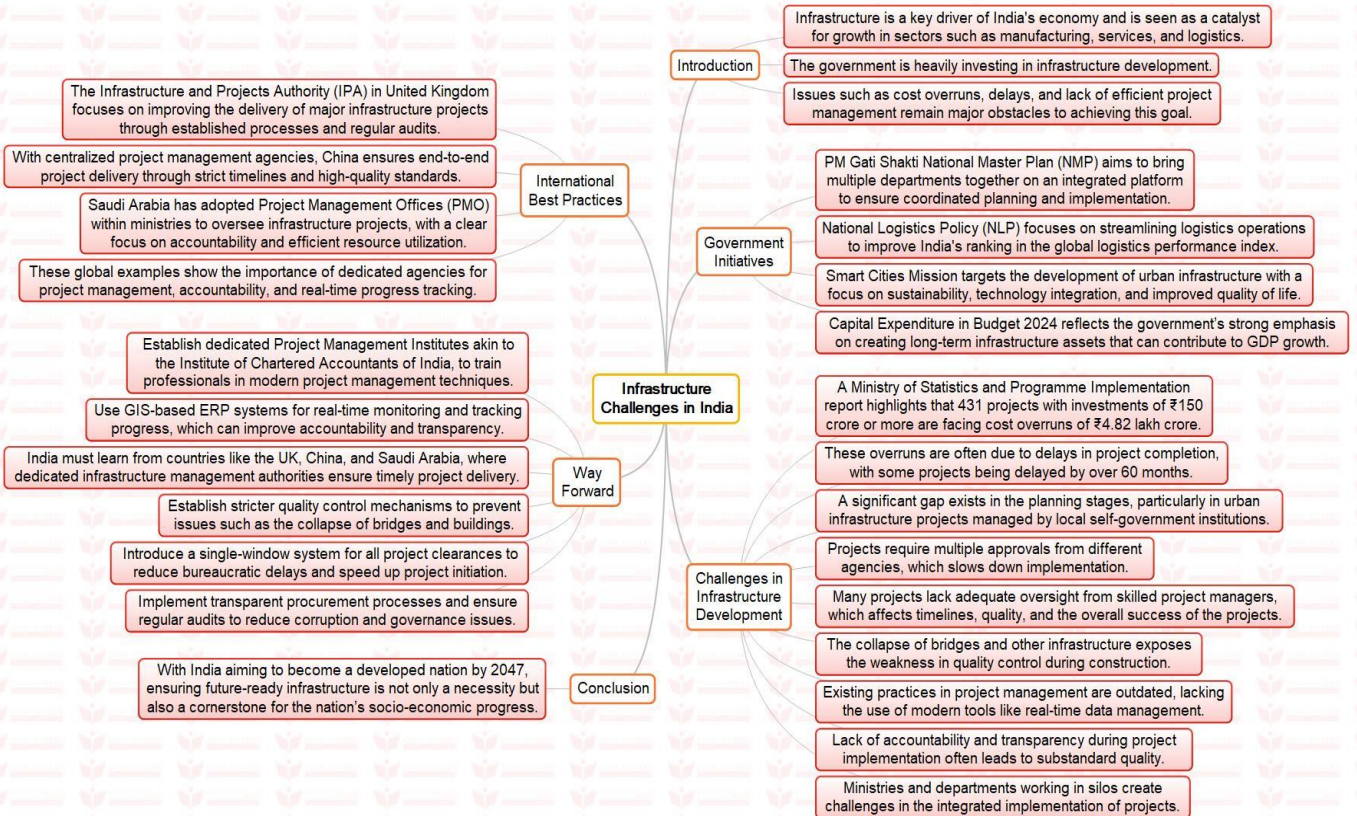 Infrastructure
Challenges in India
Introduction
Infrastructure is a key driver of India's economy and is seen as a catalyst
for growth in sectors such as manufacturing, services, and logistics.
The government is heavily investing in infrastructure development.
Issues such as cost overruns, delays, and lack of efficient project
management remain major obstacles to achieving this goal.
Government
Initiatives
PM Gati Shakti National Master Plan (NMP) aims to bring
multiple departments together on an integrated platform
to ensure coordinated planning and implementation.
National Logistics Policy (NLP) focuses on streamlining logistics operations
to improve India's ranking in the global logistics performance index.
Smart Cities Mission targets the development of urban infrastructure with a
focus on sustainability, technology integration, and improved quality of life.
Capital Expenditure in Budget 2024 reflects the government's strong emphasis
on creating long-term infrastructure assets that can contribute to GDP growth.
Challenges in
Infrastructure
Development
A Ministry of Statistics and Programme Implementation
report highlights that 431 projects with investments of ₹150
crore or more are facing cost overruns of ₹4.82 lakh crore.
These overruns are often due to delays in project completion,
with some projects being delayed by over 60 months.
A significant gap exists in the planning stages, particularly in urban
infrastructure projects managed by local self-government institutions.
Projects require multiple approvals from different
agencies, which slows down implementation.
Many projects lack adequate oversight from skilled project managers,
which affects timelines, quality, and the overall success of the projects.
The collapse of bridges and other infrastructure exposes
the weakness in quality control during construction.
Existing practices in project management are outdated, lacking
the use of modern tools like real-time data management.
Lack of accountability and transparency during project
implementation often leads to substandard quality.
Ministries and departments working in silos create
challenges in the integrated implementation of projects.
International
Best Practices
The Infrastructure and Projects Authority (IPA) in United Kingdom
focuses on improving the delivery of major infrastructure projects
through established processes and regular audits.
With centralized project management agencies, China ensures end-to-end
project delivery through strict timelines and high-quality standards.
Saudi Arabia has adopted Project Management Offices (PMO)
within ministries to oversee infrastructure projects, with a clear
focus on accountability and efficient resource utilization.
These global examples show the importance of dedicated agencies for
project management, accountability, and real-time progress tracking.
Way
Forward
Establish dedicated Project Management Institutes akin to
the Institute of Chartered Accountants of India, to train
professionals in modern project management techniques.
Use GIS-based ERP systems for real-time monitoring and tracking
progress, which can improve accountability and transparency.
India must learn from countries like the UK, China, and Saudi Arabia, where
dedicated infrastructure management authorities ensure timely project delivery.
Establish stricter quality control mechanisms to prevent
issues such as the collapse of bridges and buildings.
Introduce a single-window system for all project clearances to
reduce bureaucratic delays and speed up project initiation.
Implement transparent procurement processes and ensure
regular audits to reduce corruption and governance issues.
Conclusion
With India aiming to become a developed nation by 2047,
ensuring future-ready infrastructure is not only a necessity but
also a cornerstone for the nation's socio-economic progress.